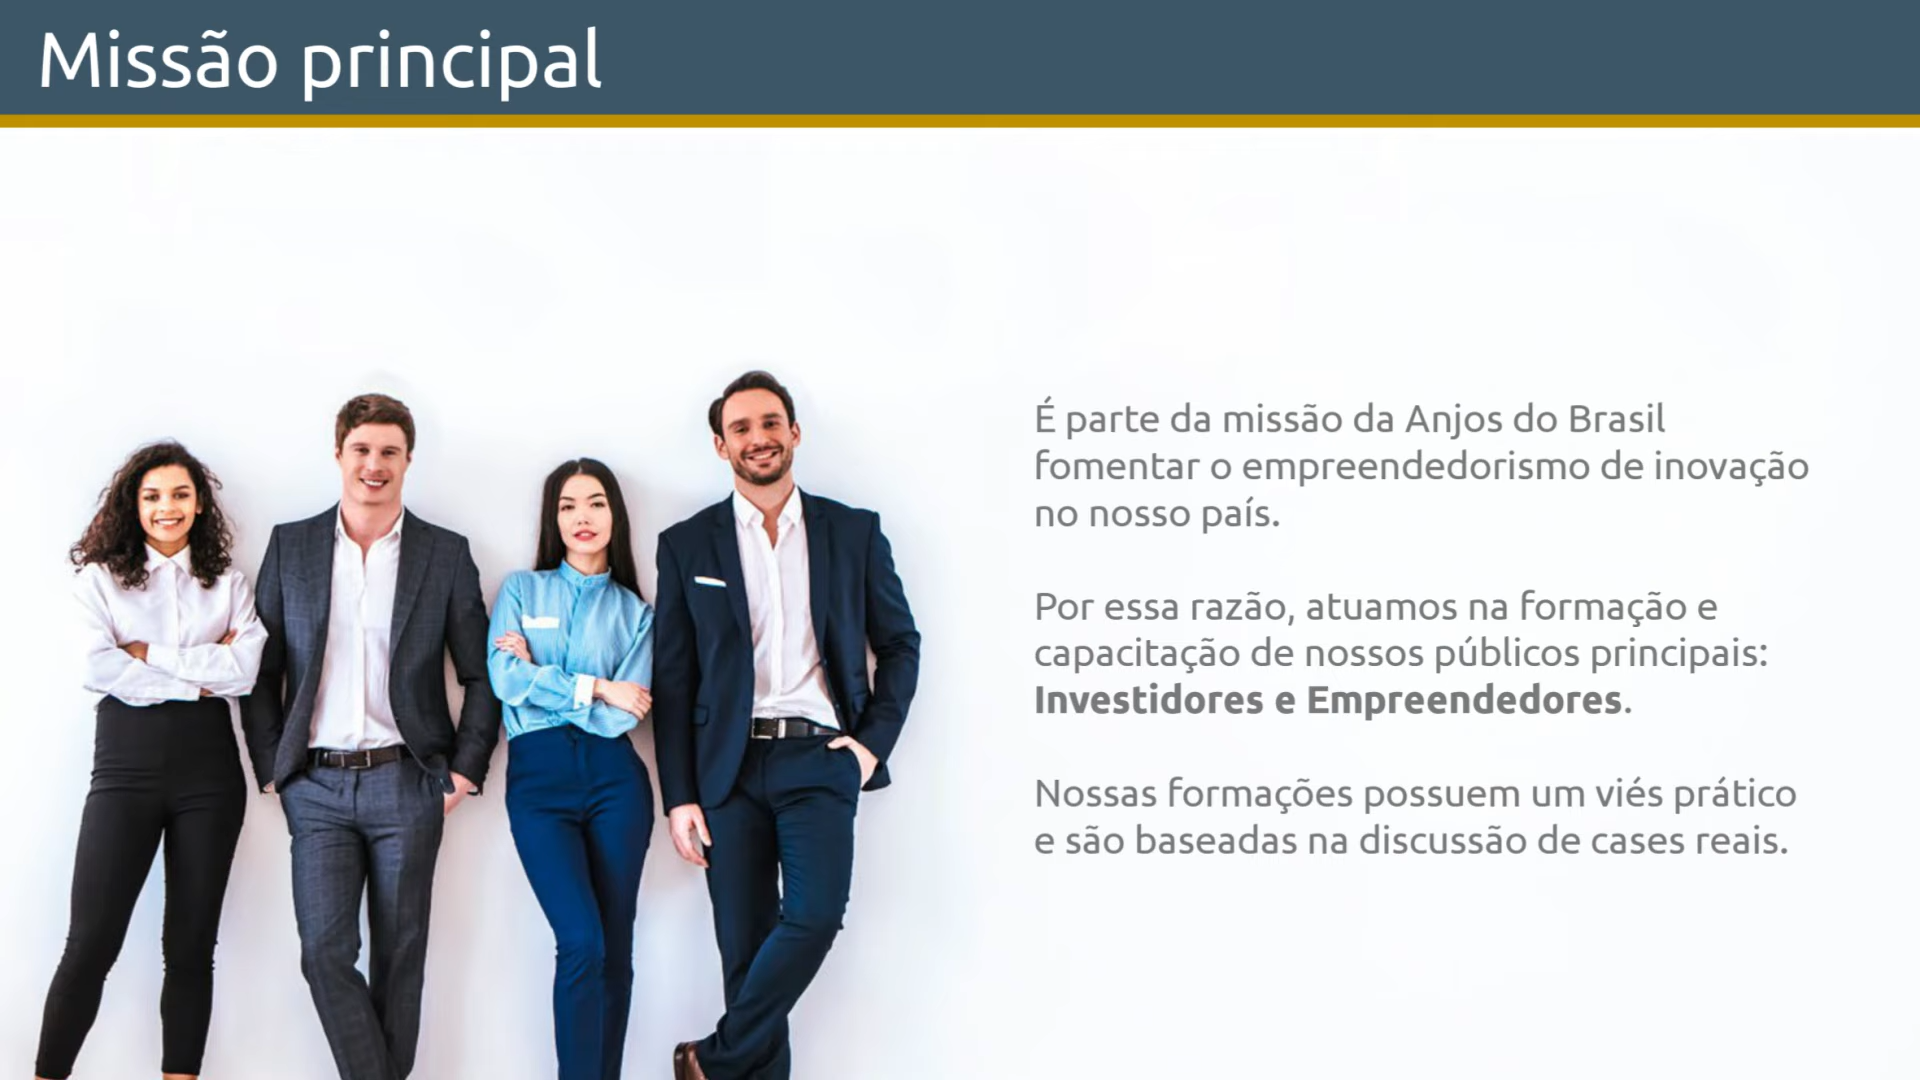 Missão principal
É parte da missão da Anjos do Brasil
fomentar o empreendedorismo de inovação
no nosso país.
Por essa razão, atuamos na formação e
capacitação de nossos públicos principais:
Investidores e Empreendedores.
Nossas formações possuem um viés prático
e são baseadas na discussão de cases reais.